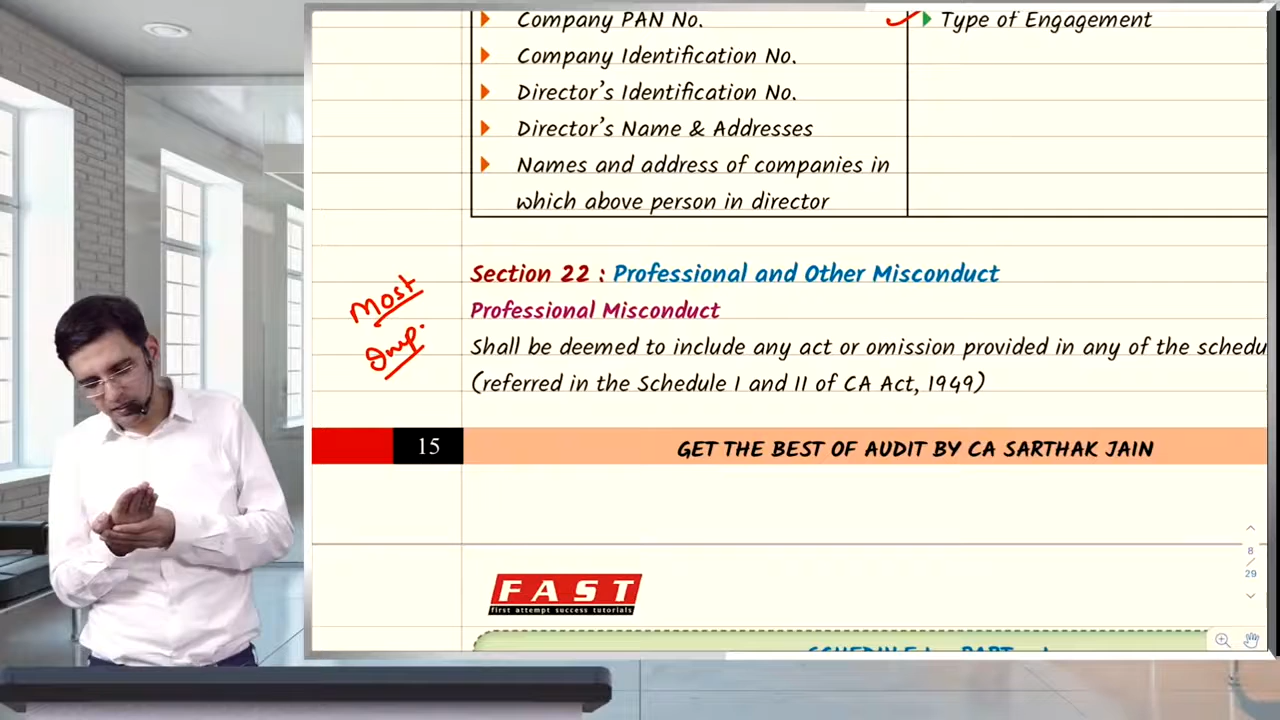 Company PAN No.
Type of Engagement
Company Identification No.
Director's Identification No.
Director's Name & Addresses
Names and address of companies in
which above person in director
Most
Imp.
Section 22 : Professional and Other Misconduct
Professional Misconduct
Shall be deemed to include any act or omission provided in any of the schedu
(referred in the Schedule I and II of CA Act, 1949)
15
GET THE BEST OF AUDIT BY CA SARTHAK JAIN
8
/
29
FAST
first attempt success tutorials